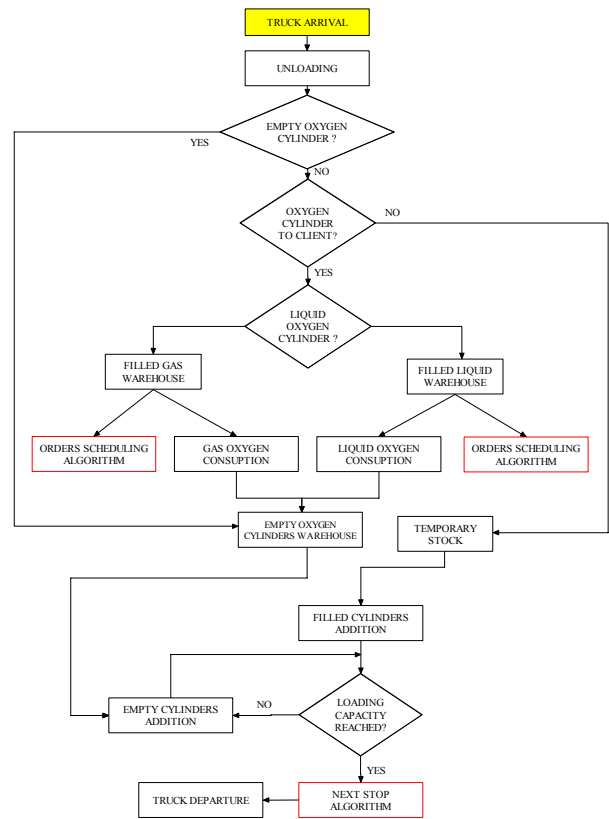 TRUCK ARRIVAL
UNLOADING
EMPTY OXYGEN
CYLINDER ?
YES
NO
OXYGEN
CYLINDER
TO CLIENT?
NO
YES
LIQUID
OXYGEN
CYLINDER ?
FILLED GAS
WAREHOUSE
FILLED LIQUID
WAREHOUSE
ORDERS SCHEDULING
ALGORITHM
GAS OXYGEN
CONSUPTION
LIQUID OXYGEN
CONSUPTION
ORDERS SCHEDULING
ALGORITHM
EMPTY OXYGEN
CYLINDERS WAREHOUSE
TEMPORARY
STOCK
FILLED CYLINDERS
ADDITION
EMPTY CYLINDERS
ADDITION
NO
LOADING
CAPACITY
REACHED?
YES
TRUCK DEPARTURE
NEXT STOP
ALGORITHM